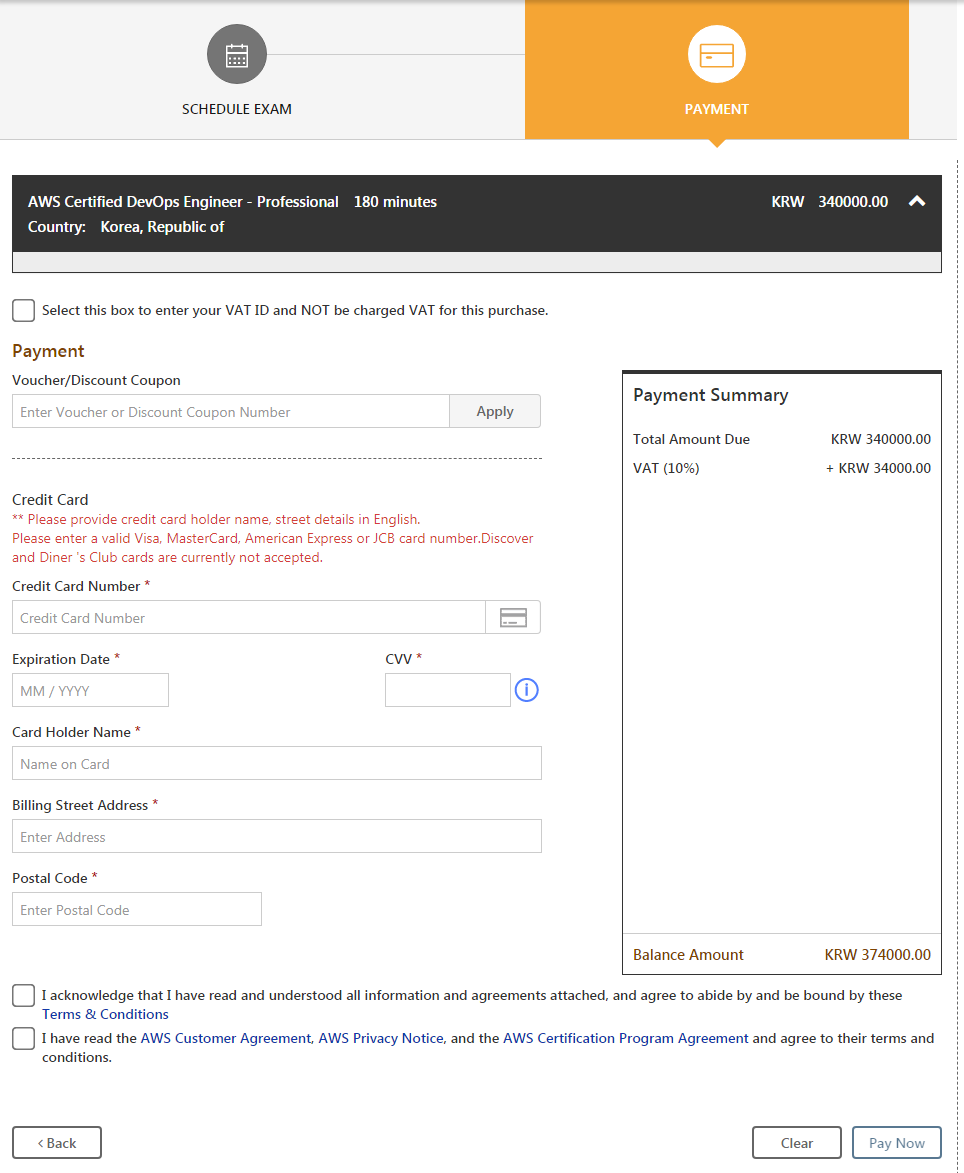 SCHEDULE EXAM
PAYMENT
AWS Certified DevOps Engineer - Professional 180 minutes KRW 340000.00
Country: Korea, Republic of
Select this box to enter your VAT ID and NOT be charged VAT for this purchase.
Payment
Voucher/Discount Coupon
Enter Voucher or Discount Coupon Number Apply
Credit Card
** Please provide credit card holder name, street details in English.
Please enter a valid Visa, MasterCard, American Express or JCB card number.Discover
and Diner 's Club cards are currently not accepted.
Credit Card Number *
Credit Card Number
Expiration Date * CVV *
MM / YYYY
Card Holder Name *
Name on Card
Billing Street Address *
Enter Address
Postal Code *
Enter Postal Code
Payment Summary
Total Amount Due KRW 340000.00
VAT (10%) + KRW 34000.00
Balance Amount KRW 374000.00
I acknowledge that I have read and understood all information and agreements attached, and agree to abide by and be bound by these
Terms & Conditions
I have read the AWS Customer Agreement, AWS Privacy Notice, and the AWS Certification Program Agreement and agree to their terms and
conditions.
< Back Clear Pay Now